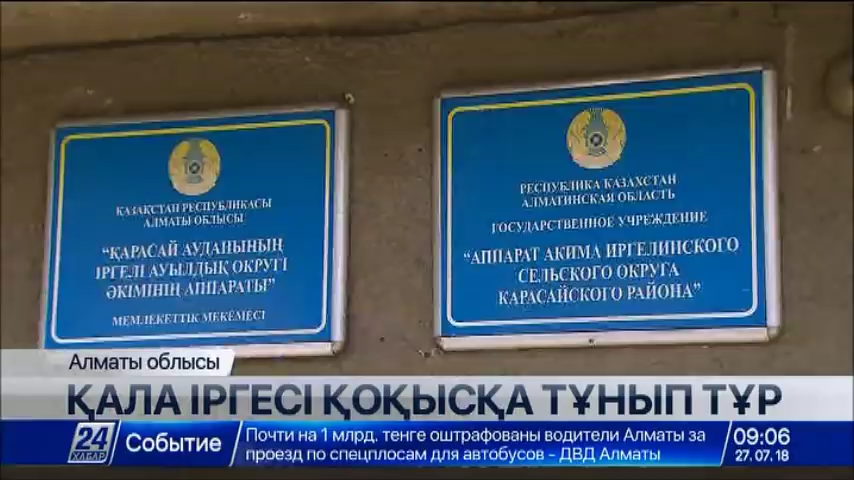 ҚАЗАҚСТАН РЕСПУБЛИКАСЫ
АЛМАТЫ ОБЛЫСЫ
"ҚАРАСАЙ АУДАНЫНЫҢ
ІРГЕЛІ АУЫЛДЫҚ ОКРУГІ
ӘКІМІНІҢ АППАРАТЫ"
МЕМЛЕКЕТТІК МЕКЕМЕСІ
РЕСПУБЛИКА КАЗАХСТАН
АЛМАТИНСКАЯ ОБЛАСТЬ
ГОСУДАРСТВЕННОЕ УЧРЕЖДЕНИЕ
"АППАРАТ АКИМА ИРГЕЛИНСКОГО
СЕЛЬСКОГО ОКРУГА
КАРАСАЙСКОГО РАЙОНА"
Алматы облысы
ҚАЛА ІРГЕСІ ҚОҚЫСҚА ТҰНЫП ТҰР
24
ХАБАР
Событие
Почти на 1 млрд. тенге оштрафованы водители Алматы за
проезд по спецплосам для автобусов - ДВД Алматы
09:06
27.07.18